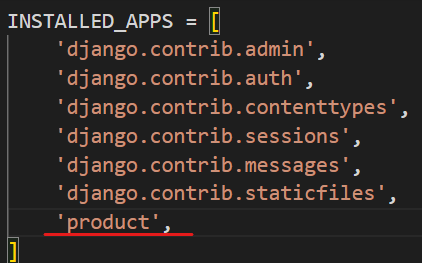 INSTALLED_APPS = [
    'django.contrib.admin',
    'django.contrib.auth',
    'django.contrib.contenttypes',
    'django.contrib.sessions',
    'django.contrib.messages',
    'django.contrib.staticfiles',
    'product',
]